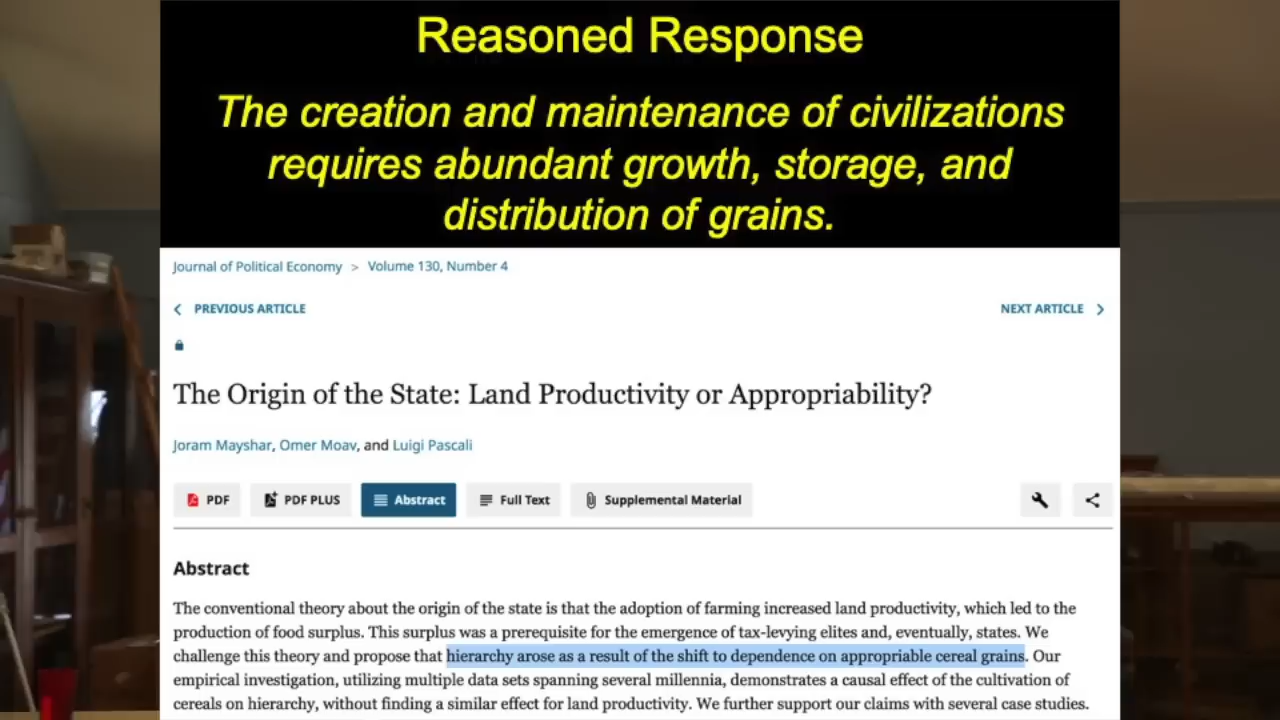 Reasoned Response
The creation and maintenance of civilizations
requires abundant growth, storage, and
distribution of grains.
Journal of Political Economy > Volume 130, Number 4
< PREVIOUS ARTICLE NEXT ARTICLE >
The Origin of the State: Land Productivity or Appropriability?
Joram Mayshar, Omer Moav, and Luigi Pascali
PDF PDF PLUS Abstract Full Text Supplemental Material
Abstract
The conventional theory about the origin of the state is that the adoption of farming increased land productivity, which led to the
production of food surplus. This surplus was a prerequisite for the emergence of tax-levying elites and, eventually, states. We
challenge this theory and propose that hierarchy arose as a result of the shift to dependence on appropriable cereal grains. Our
empirical investigation, utilizing multiple data sets spanning several millennia, demonstrates a causal effect of the cultivation of
cereals on hierarchy, without finding a similar effect for land productivity. We further support our claims with several case studies.